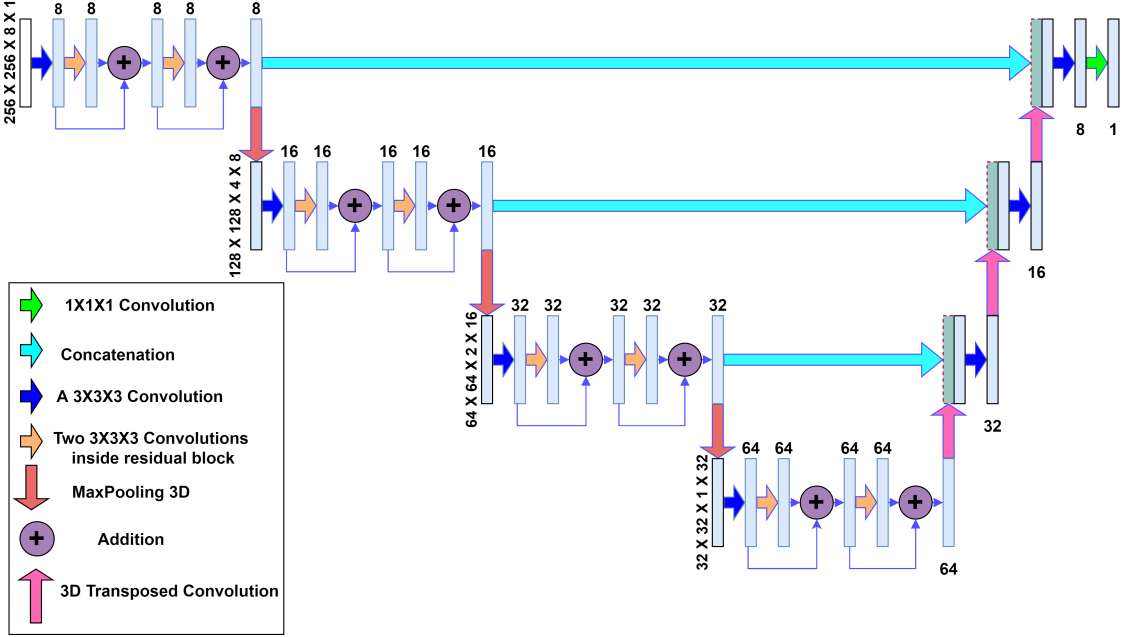 256 X 256 X 8 X 1
8 8 8 8 8
128 X 128 X 4 X 8
16 16 16 16 16
64 X 64 X 2 X 16
32 32 32 32 32
32 X 32 X 1 X 32
64 64 64 64
64
32
16
8 1
1X1X1 Convolution
Concatenation
A 3X3X3 Convolution
Two 3X3X3 Convolutions
inside residual block
MaxPooling 3D
Addition
3D Transposed Convolution